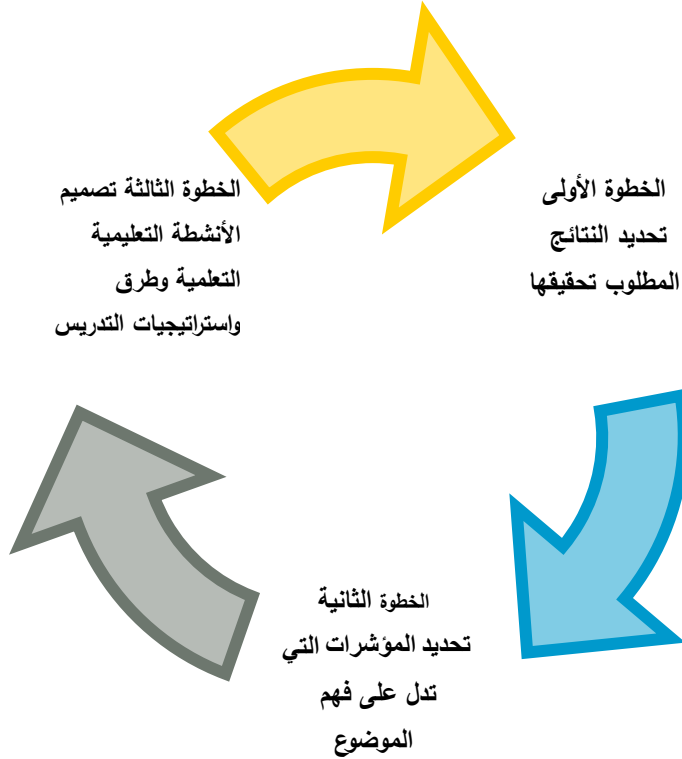 الخطوة الأولى
تحديد النتائج
المطلوب تحقيقها
الخطوة الثانية
تحديد المؤشرات التي
تدل على فهم
الموضوع
الخطوة الثالثة تصميم
الأنشطة التعليمية
التعلمية وطرق
واستراتيجيات التدريس